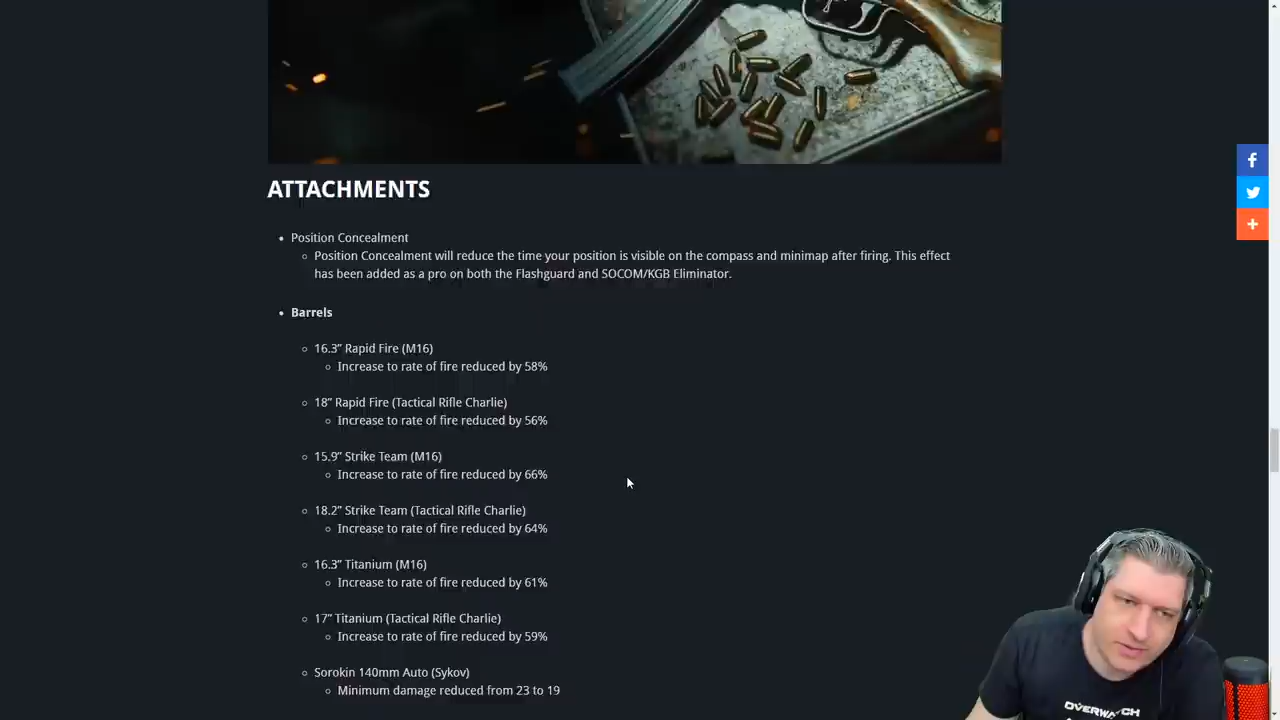 ATTACHMENTS
Position Concealment
Position Concealment will reduce the time your position is visible on the compass and minimap after firing. This effect
has been added as a pro on both the Flashguard and SOCOM/KGB Eliminator.
Barrels
16.3” Rapid Fire (M16)
Increase to rate of fire reduced by 58%
18” Rapid Fire (Tactical Rifle Charlie)
Increase to rate of fire reduced by 56%
15.9” Strike Team (M16)
Increase to rate of fire reduced by 66%
18.2” Strike Team (Tactical Rifle Charlie)
Increase to rate of fire reduced by 64%
16.3” Titanium (M16)
Increase to rate of fire reduced by 61%
17” Titanium (Tactical Rifle Charlie)
Increase to rate of fire reduced by 59%
Sorokin 140mm Auto (Sykov)
Minimum damage reduced from 23 to 19
OVERWATCH